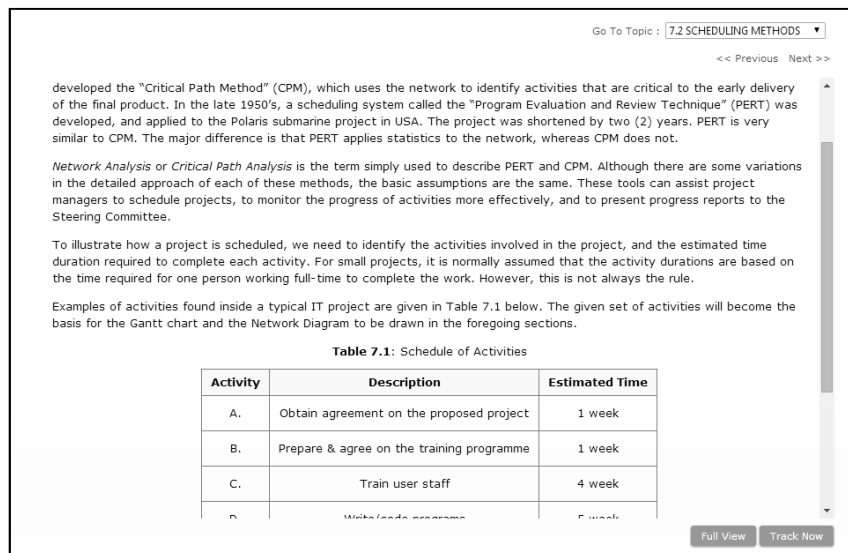 Go To Topic : 7.2 SCHEDULING METHODS
<< Previous Next >>
developed the “Critical Path Method” (CPM), which uses the network to identify activities that are critical to the early delivery
of the final product. In the late 1950’s, a scheduling system called the “Program Evaluation and Review Technique” (PERT) was
developed, and applied to the Polaris submarine project in USA. The project was shortened by two (2) years. PERT is very
similar to CPM. The major difference is that PERT applies statistics to the network, whereas CPM does not.
Network Analysis or Critical Path Analysis is the term simply used to describe PERT and CPM. Although there are some variations
in the detailed approach of each of these methods, the basic assumptions are the same. These tools can assist project
managers to schedule projects, to monitor the progress of activities more effectively, and to present progress reports to the
Steering Committee.
To illustrate how a project is scheduled, we need to identify the activities involved in the project, and the estimated time
duration required to complete each activity. For small projects, it is normally assumed that the activity durations are based on
the time required for one person working full-time to complete the work. However, this is not always the rule.
Examples of activities found inside a typical IT project are given in Table 7.1 below. The given set of activities will become the
basis for the Gantt chart and the Network Diagram to be drawn in the foregoing sections.
Table 7.1: Schedule of Activities
Activity Description Estimated Time
A. Obtain agreement on the proposed project 1 week
B. Prepare & agree on the training programme 1 week
C. Train user staff 4 week
D. Write/code programs 5 week
Full View Track Now